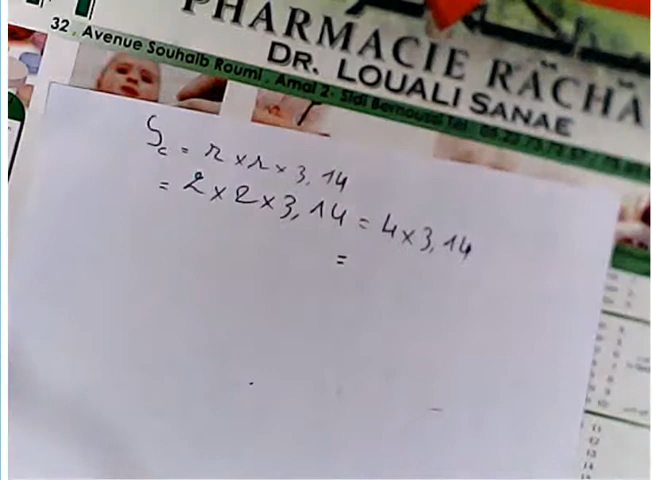 PHARMACIE RACHA
DR. LOUALI SANAE
32 , Avenue Souhaib Roumi . Amal 2. Sidi Bernoussi
S꜀ = r × r × 3,14
= 2 × 2 × 3,14 = 4 × 3,14
=